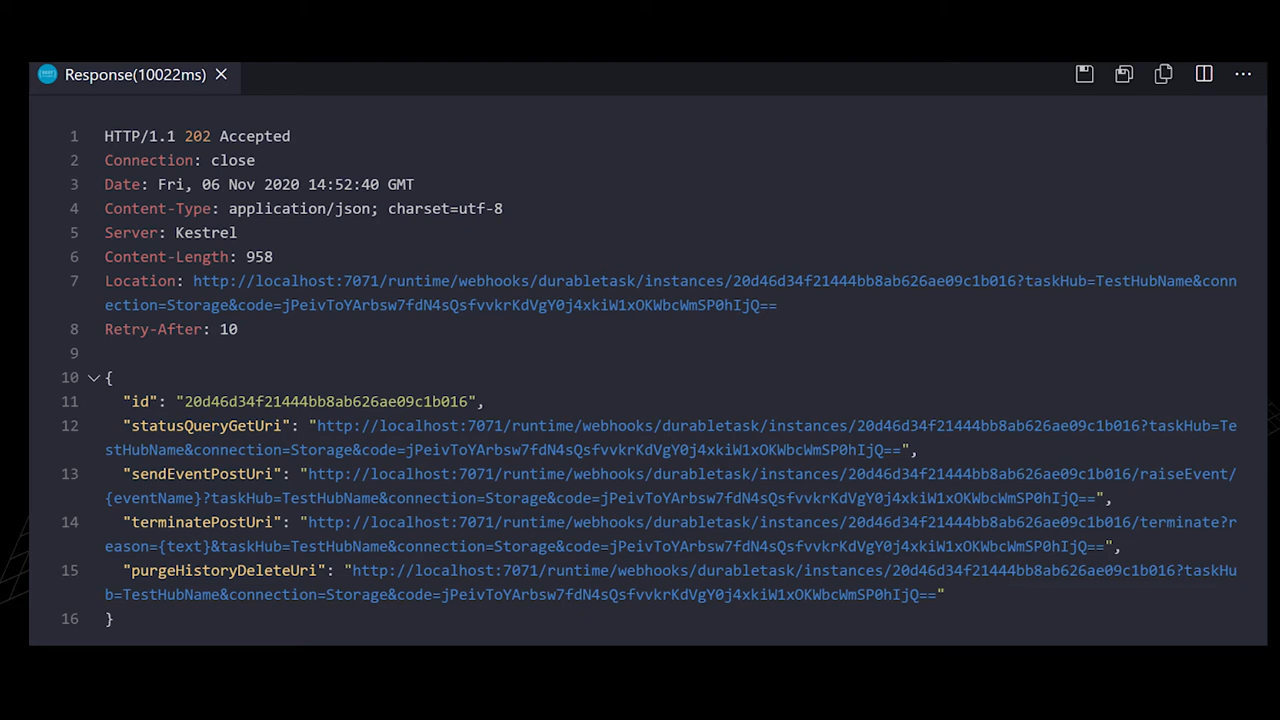 Response(10022ms)
1 HTTP/1.1 202 Accepted
2 Connection: close
3 Date: Fri, 06 Nov 2020 14:52:40 GMT
4 Content-Type: application/json; charset=utf-8
5 Server: Kestrel
6 Content-Length: 958
7 Location: http://localhost:7071/runtime/webhooks/durabletask/instances/20d46d34f21444bb8ab626ae09c1b016?taskHub=TestHubName&conn
ection=Storage&code=jPeivToYArbsw7fdN4sQsfvvkrKdVgY0j4xkiW1xOKWbcWmSP0hIjQ==
8 Retry-After: 10
9
10 {
11 "id": "20d46d34f21444bb8ab626ae09c1b016",
12 "statusQueryGetUri": "http://localhost:7071/runtime/webhooks/durabletask/instances/20d46d34f21444bb8ab626ae09c1b016?taskHub=Te
stHubName&connection=Storage&code=jPeivToYArbsw7fdN4sQsfvvkrKdVgY0j4xkiW1xOKWbcWmSP0hIjQ==",
13 "sendEventPostUri": "http://localhost:7071/runtime/webhooks/durabletask/instances/20d46d34f21444bb8ab626ae09c1b016/raiseEvent/
{eventName}?taskHub=TestHubName&connection=Storage&code=jPeivToYArbsw7fdN4sQsfvvkrKdVgY0j4xkiW1xOKWbcWmSP0hIjQ==",
14 "terminatePostUri": "http://localhost:7071/runtime/webhooks/durabletask/instances/20d46d34f21444bb8ab626ae09c1b016/terminate?r
eason={text}&taskHub=TestHubName&connection=Storage&code=jPeivToYArbsw7fdN4sQsfvvkrKdVgY0j4xkiW1xOKWbcWmSP0hIjQ==",
15 "purgeHistoryDeleteUri": "http://localhost:7071/runtime/webhooks/durabletask/instances/20d46d34f21444bb8ab626ae09c1b016?taskHu
b=TestHubName&connection=Storage&code=jPeivToYArbsw7fdN4sQsfvvkrKdVgY0j4xkiW1xOKWbcWmSP0hIjQ=="
16 }